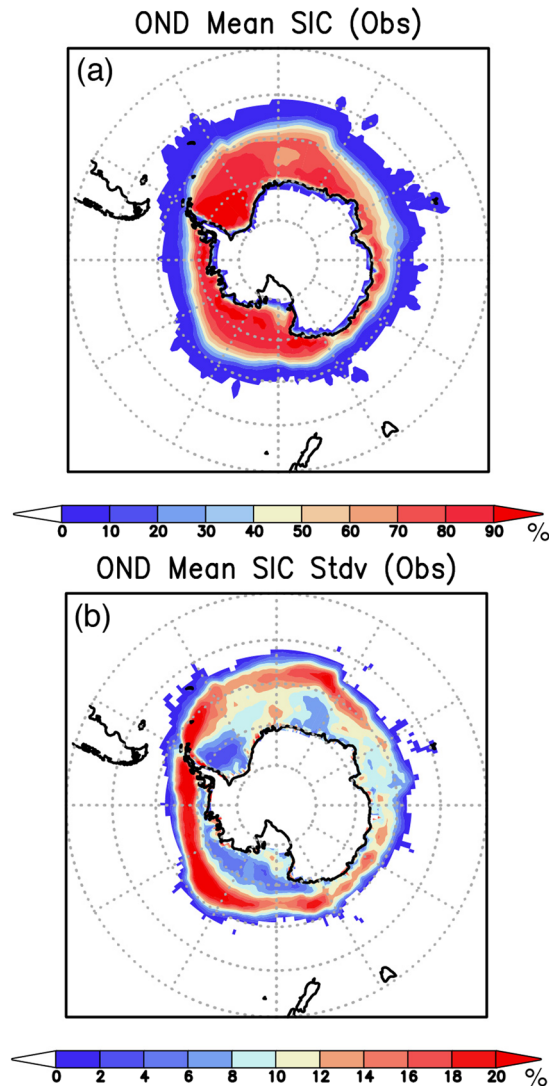 OND Mean SIC (Obs)
(a)
0 10 20 30 40 50 60 70 80 90 %
OND Mean SIC Stdv (Obs)
(b)
0 2 4 6 8 10 12 14 16 18 20 %